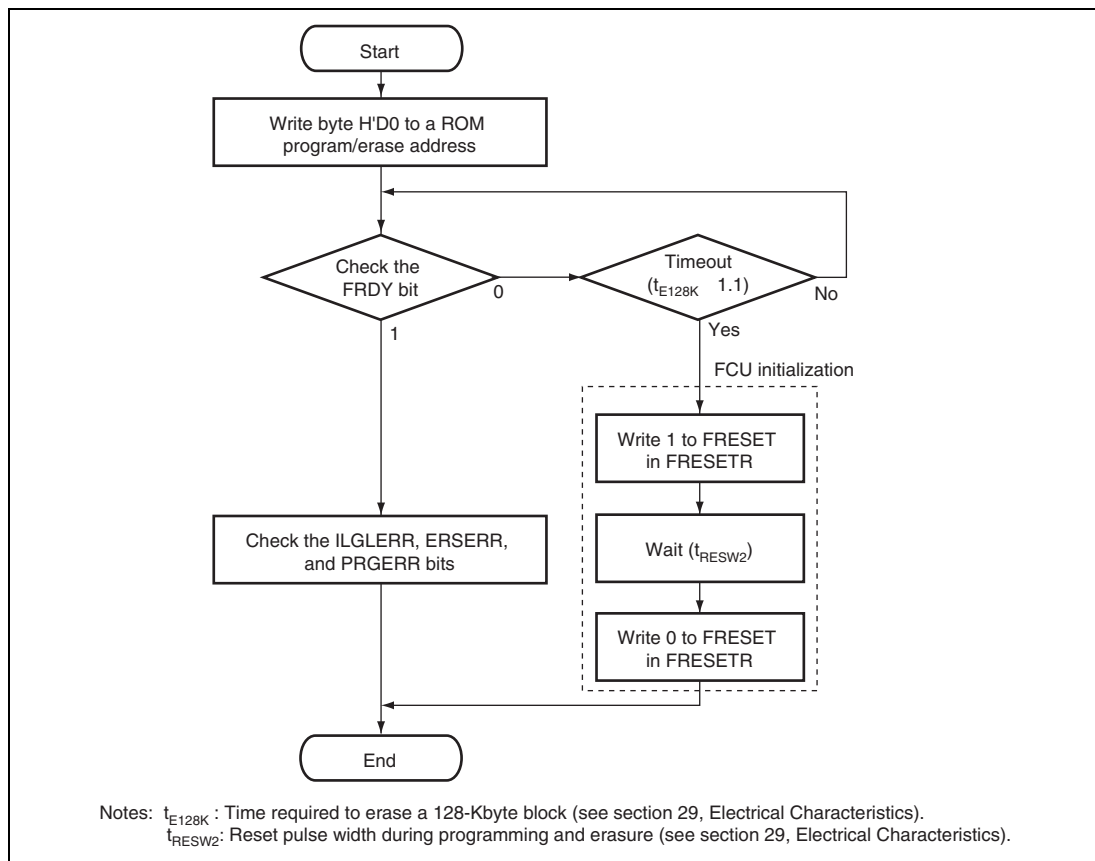 Start
Write byte H'D0 to a ROM
program/erase address
Check the
FRDY bit
0
1
Timeout
(tE128K 1.1)
No
Yes
FCU initialization
Write 1 to FRESET
in FRESETR
Wait (tRESW2)
Write 0 to FRESET
in FRESETR
Check the ILGLERR, ERSERR,
and PRGERR bits
End
Notes: tE128K : Time required to erase a 128-Kbyte block (see section 29, Electrical Characteristics).
tRESW2: Reset pulse width during programming and erasure (see section 29, Electrical Characteristics).